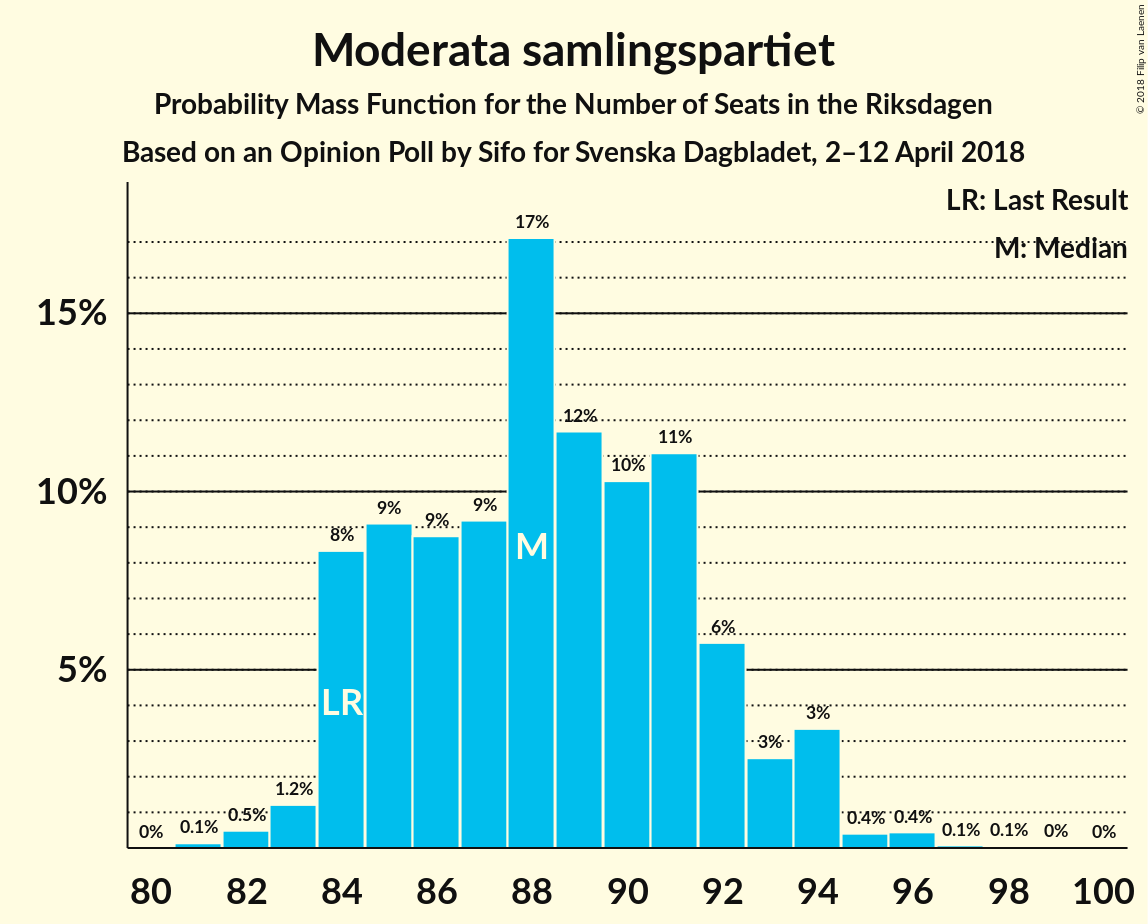 Moderata samlingspartiet
Probability Mass Function for the Number of Seats in the Riksdagen
Based on an Opinion Poll by Sifo for Svenska Dagbladet, 2–12 April 2018
© 2018 Filip van Laenen
LR: Last Result
M: Median
15%
10%
5%
0%
0.1%
0.5%
1.2%
8%
9%
9%
9%
17%
12%
10%
11%
6%
3%
3%
0.4%
0.4%
0.1%
0.1%
0%
0%
LR
M
80 82 84 86 88 90 92 94 96 98 100